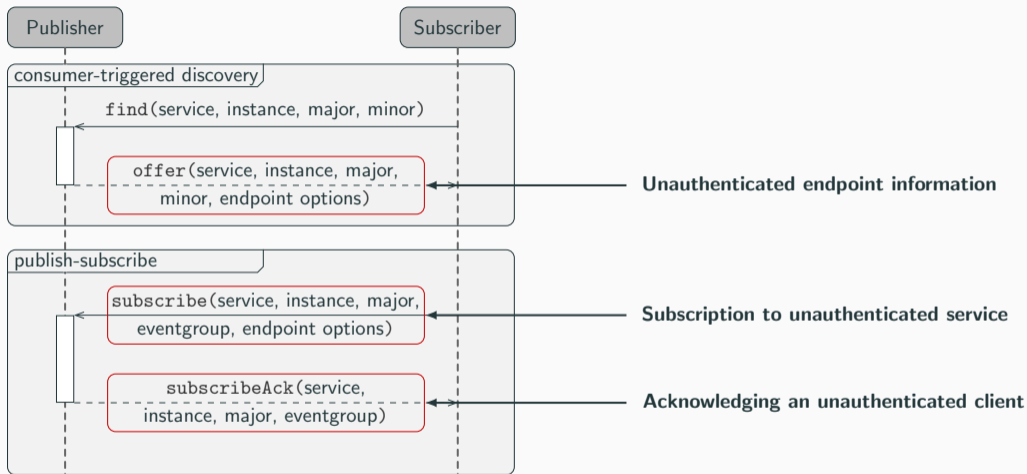 Publisher
Subscriber
consumer-triggered discovery
find(service, instance, major, minor)
offer(service, instance, major,
minor, endpoint options)
Unauthenticated endpoint information
publish-subscribe
subscribe(service, instance, major,
eventgroup, endpoint options)
Subscription to unauthenticated service
subscribeAck(service,
instance, major, eventgroup)
Acknowledging an unauthenticated client